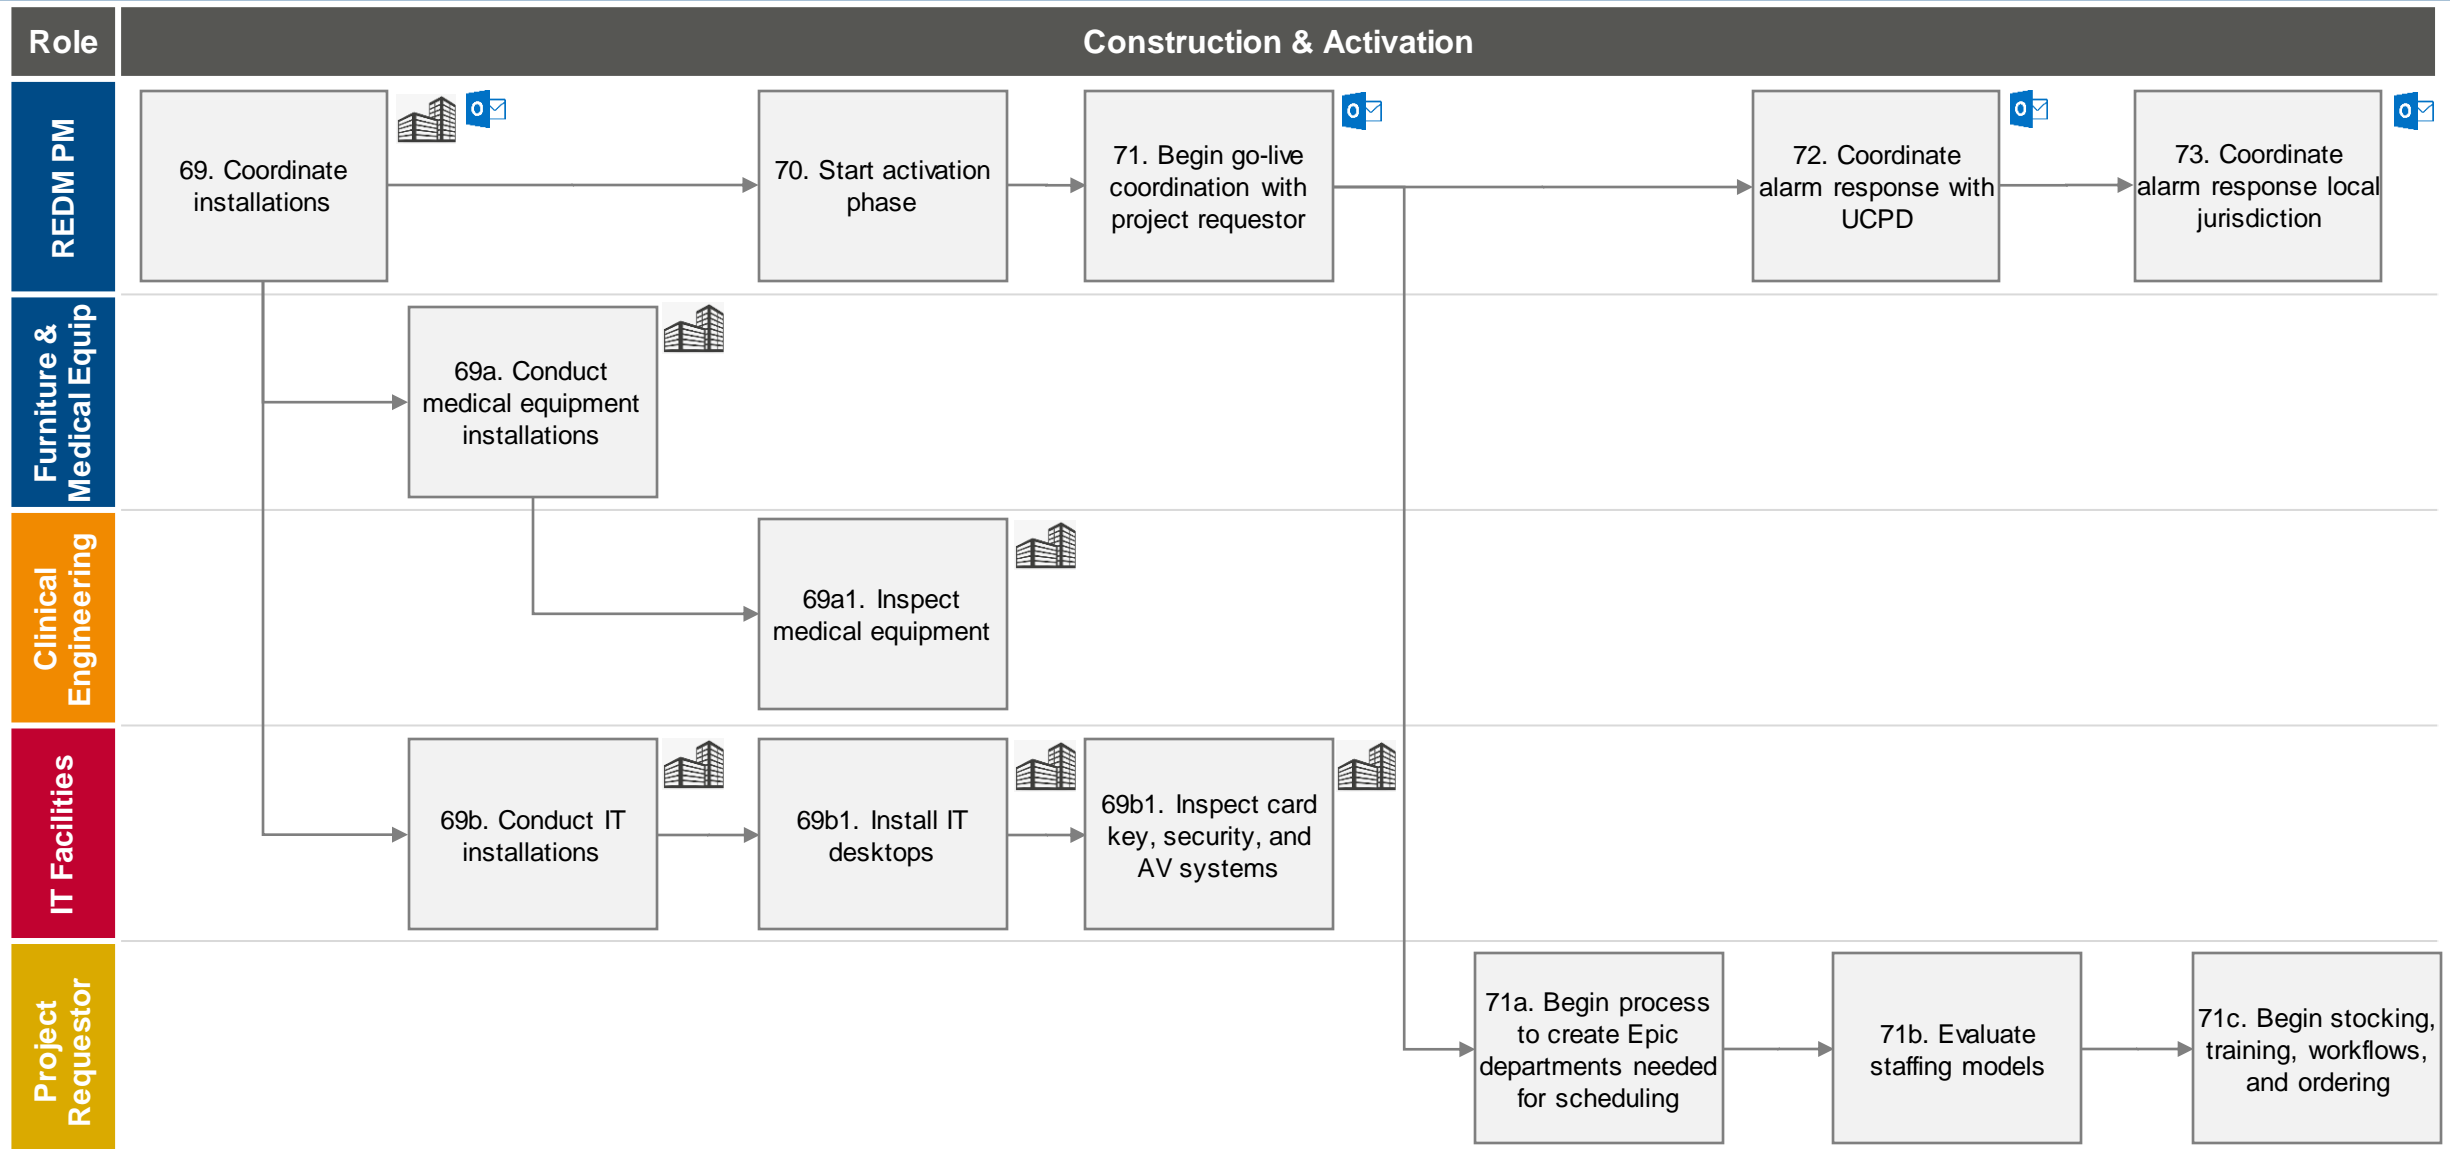 Role
Construction & Activation
REDM PM
69. Coordinate
installations
70. Start activation
phase
71. Begin go-live
coordination with
project requestor
72. Coordinate
alarm response with
UCPD
73. Coordinate
alarm response local
jurisdiction
Furniture &
Medical Equip
69a. Conduct
medical equipment
installations
Clinical
Engineering
69a1. Inspect
medical equipment
IT Facilities
69b. Conduct IT
installations
69b1. Install IT
desktops
69b1. Inspect card
key, security, and
AV systems
Project
Requestor
71a. Begin process
to create Epic
departments needed
for scheduling
71b. Evaluate
staffing models
71c. Begin stocking,
training, workflows,
and ordering